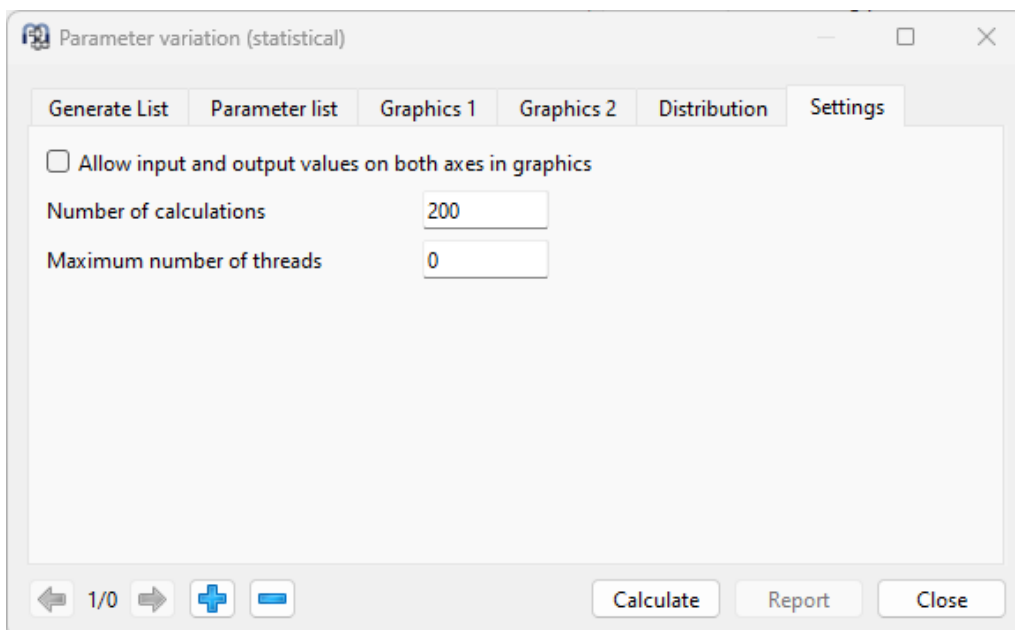 Parameter variation (statistical)
Generate List Parameter list Graphics 1 Graphics 2 Distribution Settings
Allow input and output values on both axes in graphics
Number of calculations 200
Maximum number of threads 0
1/0 Calculate Report Close